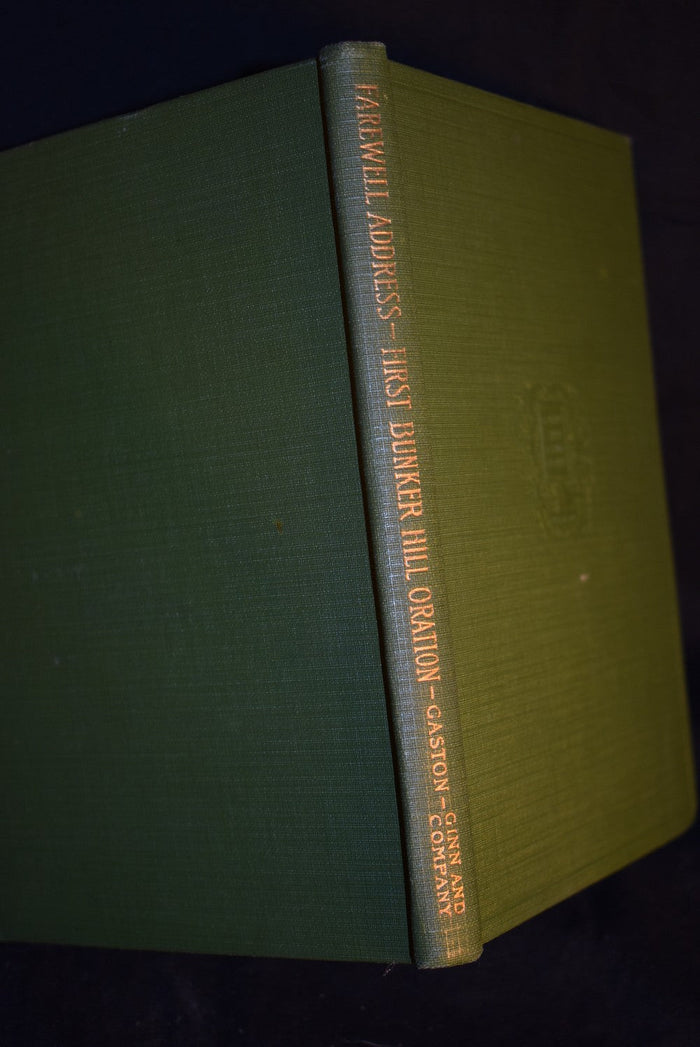 FAREWELL ADDRESS — FIRST BUNKER HILL ORATION — GASTON — GINN AND
COMPANY